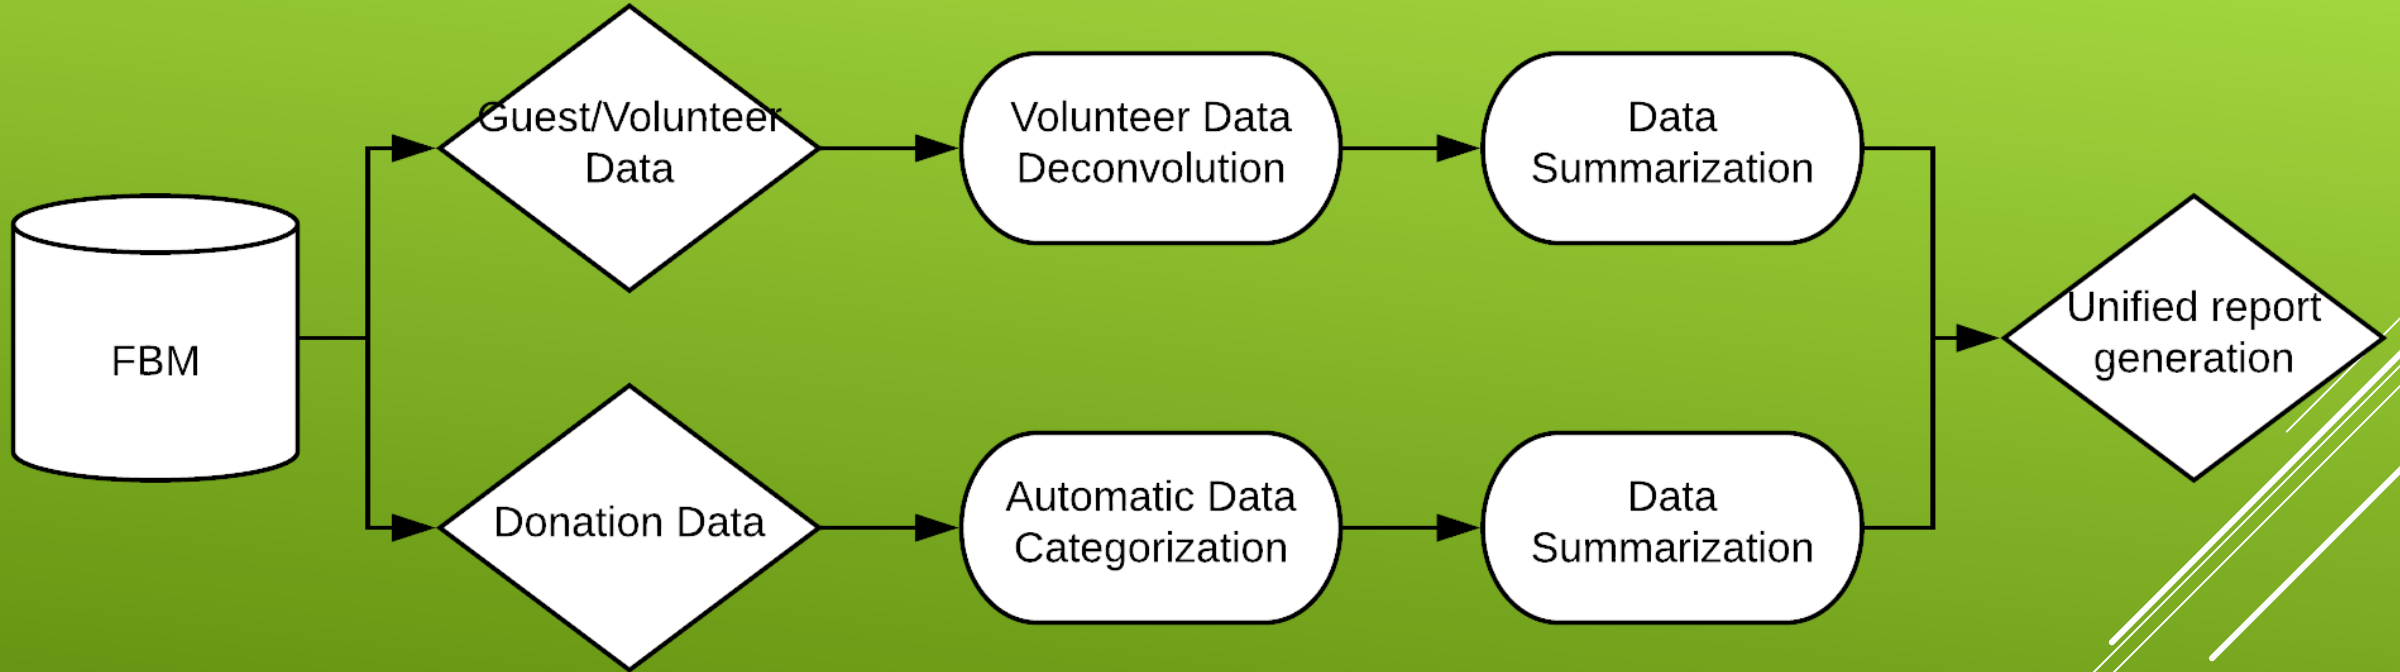 Guest/Volunteer
Data
Volunteer Data
Deconvolution
Data
Summarization
FBM
Unified report
generation
Donation Data
Automatic Data
Categorization
Data
Summarization